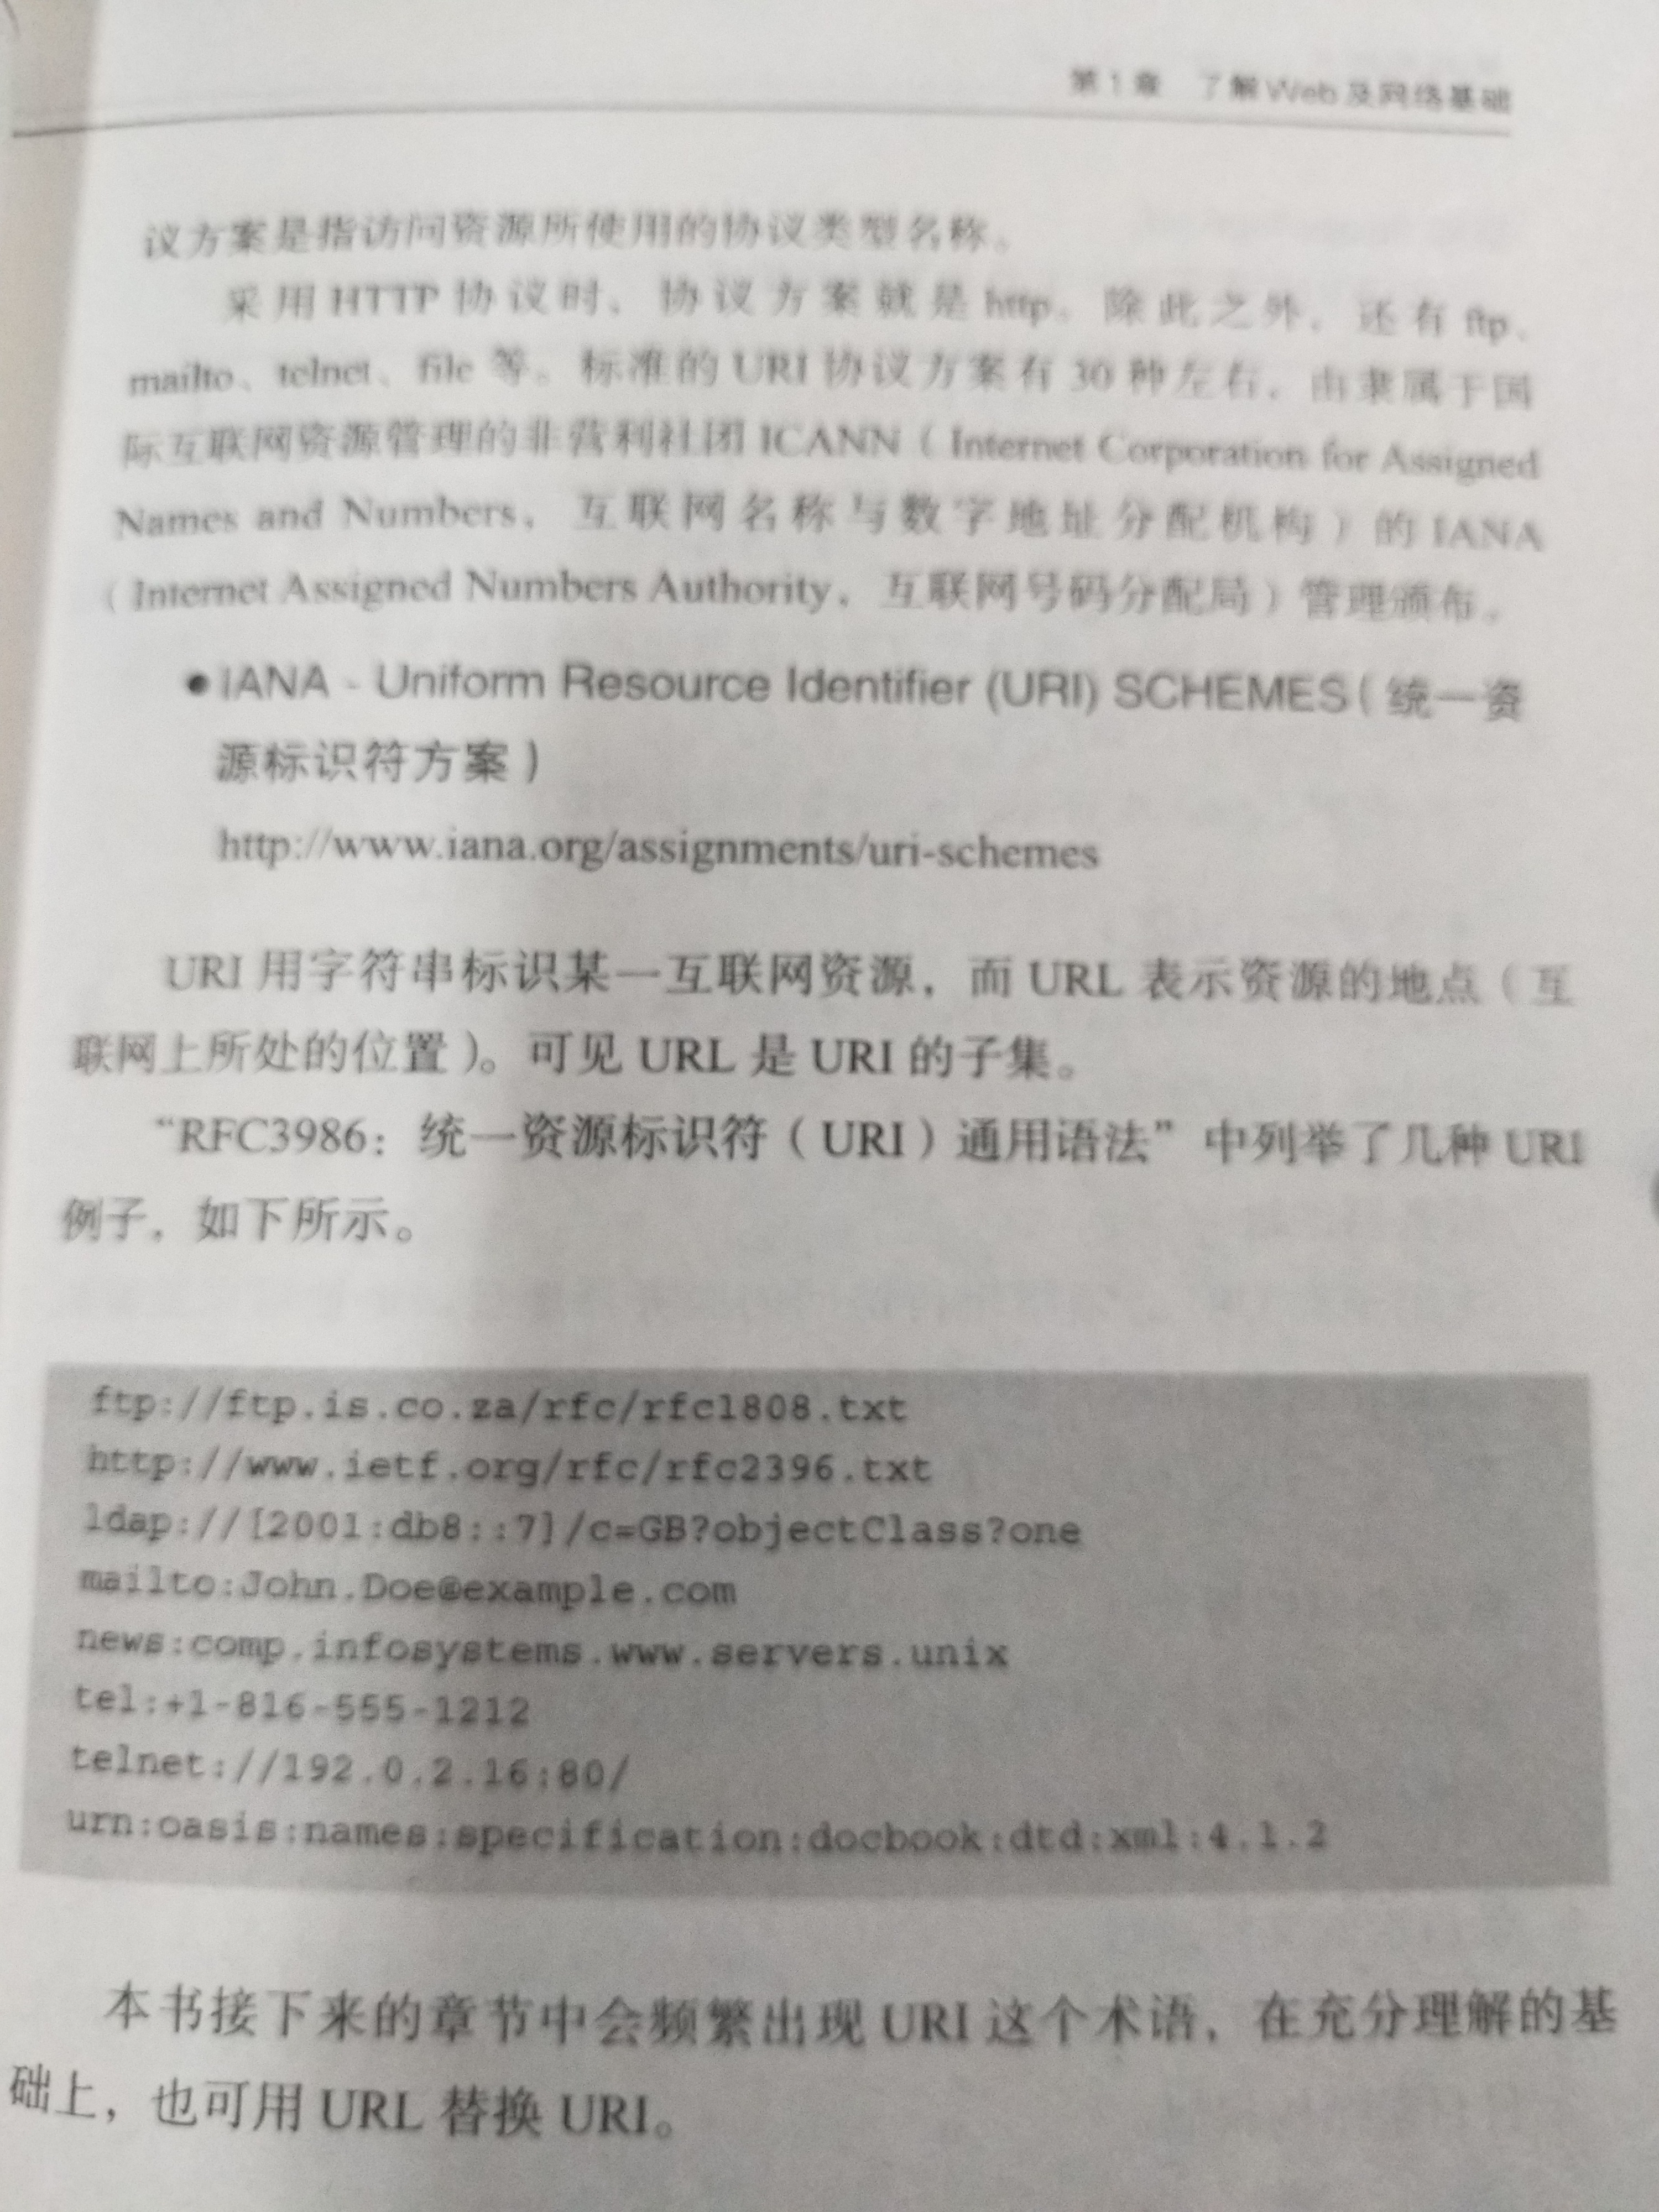 第1章 了解Web及网络基础
议方案是指访问资源所使用的协议类型名称。
采用HTTP协议时，协议方案就是http。除此之外，还有ftp、
mailto、telnet、file等。标准的URI协议方案有30种左右，由隶属于国
际互联网资源管理的非营利社团ICANN（Internet Corporation for Assigned
Names and Numbers，互联网名称与数字地址分配机构）的IANA
（Internet Assigned Numbers Authority，互联网号码分配局）管理颁布。
●IANA - Uniform Resource Identifier (URI) SCHEMES（统一资
源标识符方案）
http://www.iana.org/assignments/uri-schemes
URI用字符串标识某一互联网资源，而URL表示资源的地点（互
联网上所处的位置）。可见URL是URI的子集。
“RFC3986：统一资源标识符（URI）通用语法”中列举了几种URI
例子，如下所示。
ftp://ftp.is.co.za/rfc/rfc1808.txt
http://www.ietf.org/rfc/rfc2396.txt
ldap://[2001:db8::7]/c=GB?objectClass?one
mailto:John.Doe@example.com
news:comp.infosystems.www.servers.unix
tel:+1-816-555-1212
telnet://192.0.2.16:80/
urn:oasis:names:specification:docbook:dtd:xml:4.1.2
本书接下来的章节中会频繁出现URI这个术语，在充分理解的基
础上，也可用URL替换URI。